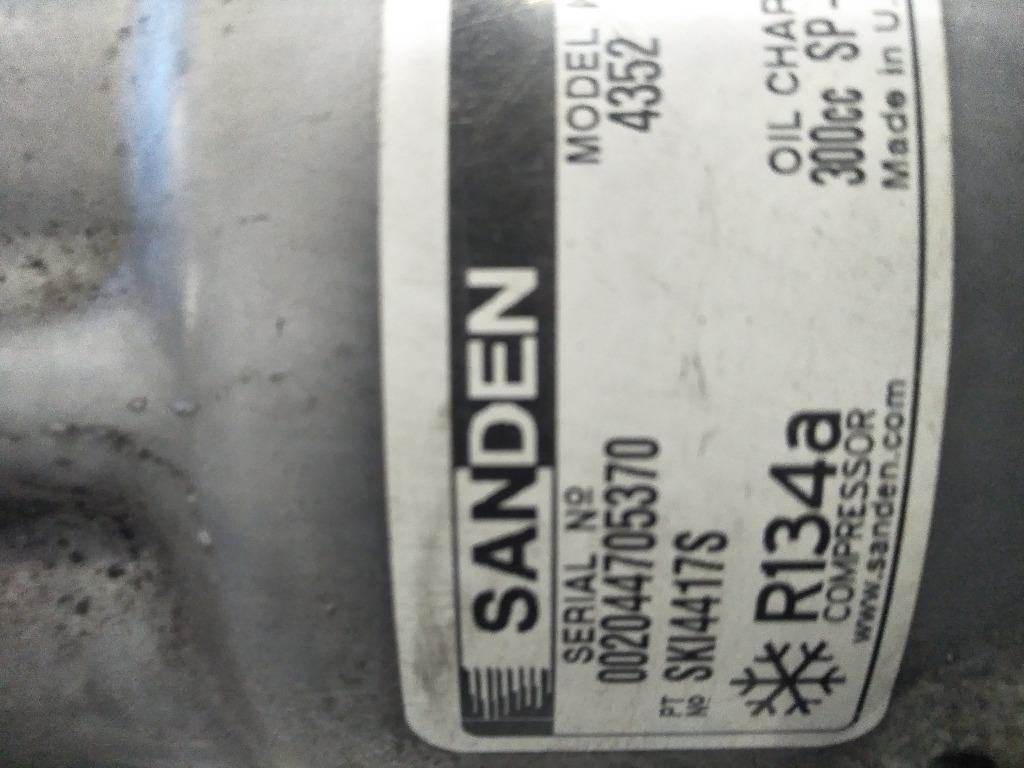 SANDEN
SERIAL Nº
002044705370
MODEL
4352
PT Nº SKI4417S
OIL CHAR
300cc SP-
R134a
COMPRESSOR
www.sanden.com
Made in U.